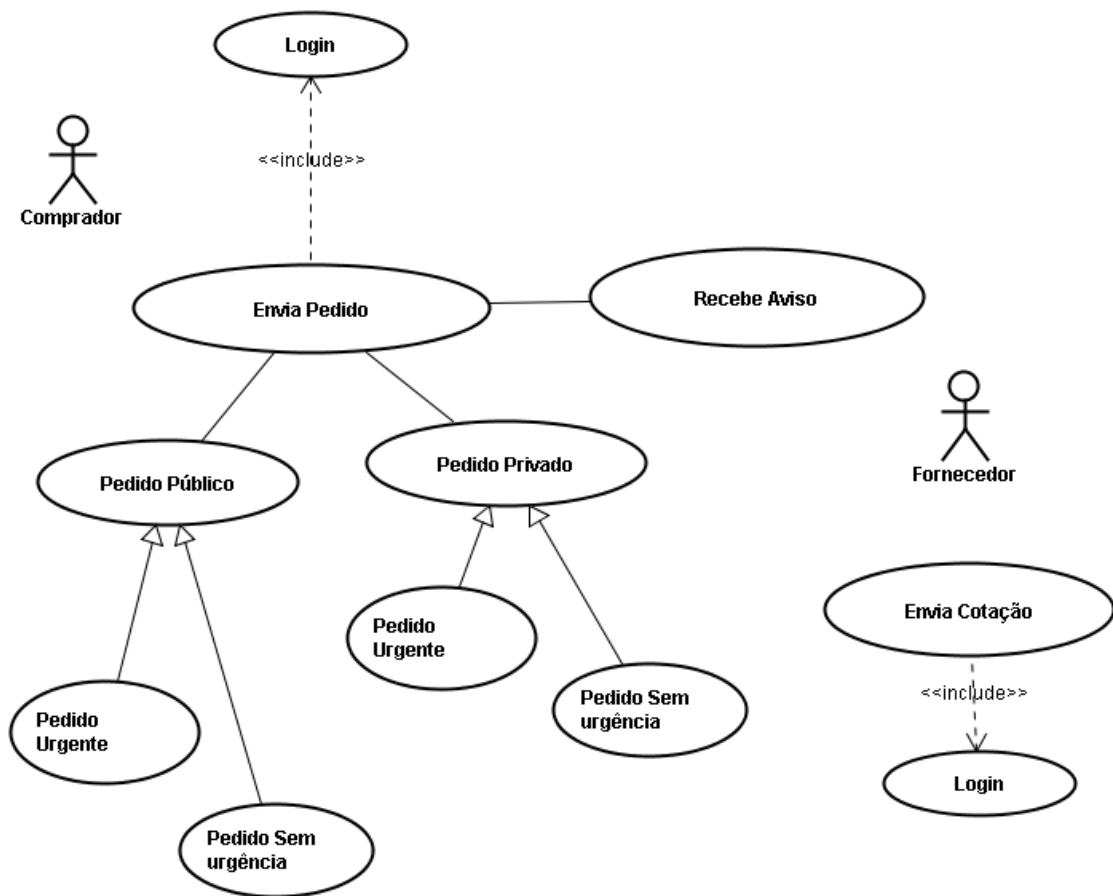 Login
<<include>>
Comprador
Envia Pedido
Recebe Aviso
Pedido Público
Pedido Privado
Fornecedor
Pedido
Urgente
Pedido Sem
urgência
Envia Cotação
<<include>>
Pedido
Urgente
Login
Pedido Sem
urgência